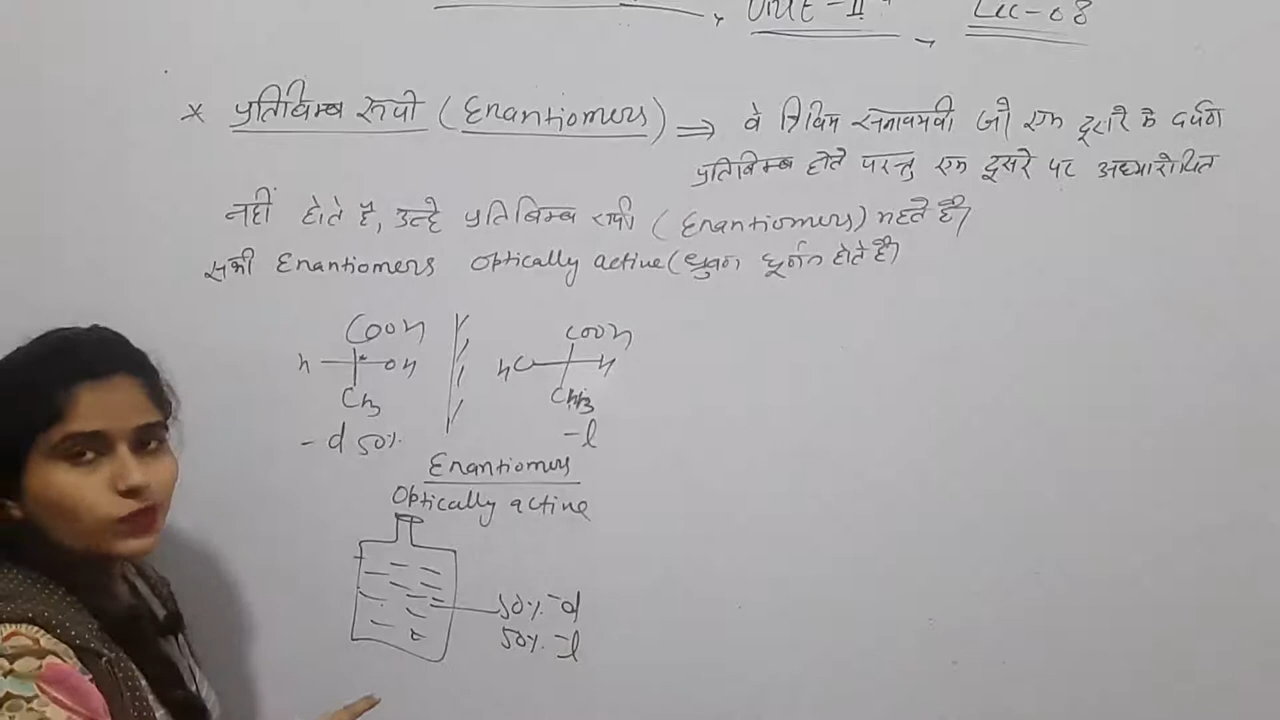 Unit-II
Lec-08
* प्रतिबिम्ब रूपी (Enantiomers) ⇒ वे त्रिविम समावयवी जो एक दूसरे के दर्पण
प्रतिबिम्ब होते परन्तु एक दूसरे पर अध्यारोपित
नहीं होते है, उन्हे प्रतिबिम्ब रूपी (Enantiomers) कहते है।
सभी Enantiomers Optically active (ध्रुवण घूर्णन होते है।
COOH COOH
H OH HO H
CH3 CH3
- d 50% -l
Enantiomers
Optically active
50% -d
50% -l